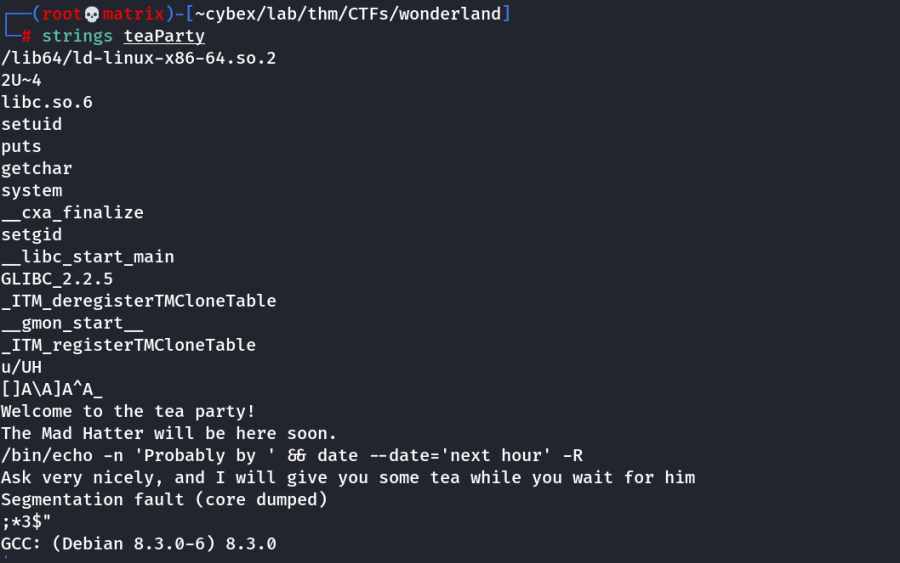 ┌──(root💀matrix)-[~cybex/lab/thm/CTFs/wonderland]
└─# strings teaParty
/lib64/ld-linux-x86-64.so.2
2U~4
libc.so.6
setuid
puts
getchar
system
__cxa_finalize
setgid
__libc_start_main
GLIBC_2.2.5
_ITM_deregisterTMCloneTable
__gmon_start__
_ITM_registerTMCloneTable
u/UH
[]A\A]A^A_
Welcome to the tea party!
The Mad Hatter will be here soon.
/bin/echo -n 'Probably by ' && date --date='next hour' -R
Ask very nicely, and I will give you some tea while you wait for him
Segmentation fault (core dumped)
;*3$"
GCC: (Debian 8.3.0-6) 8.3.0